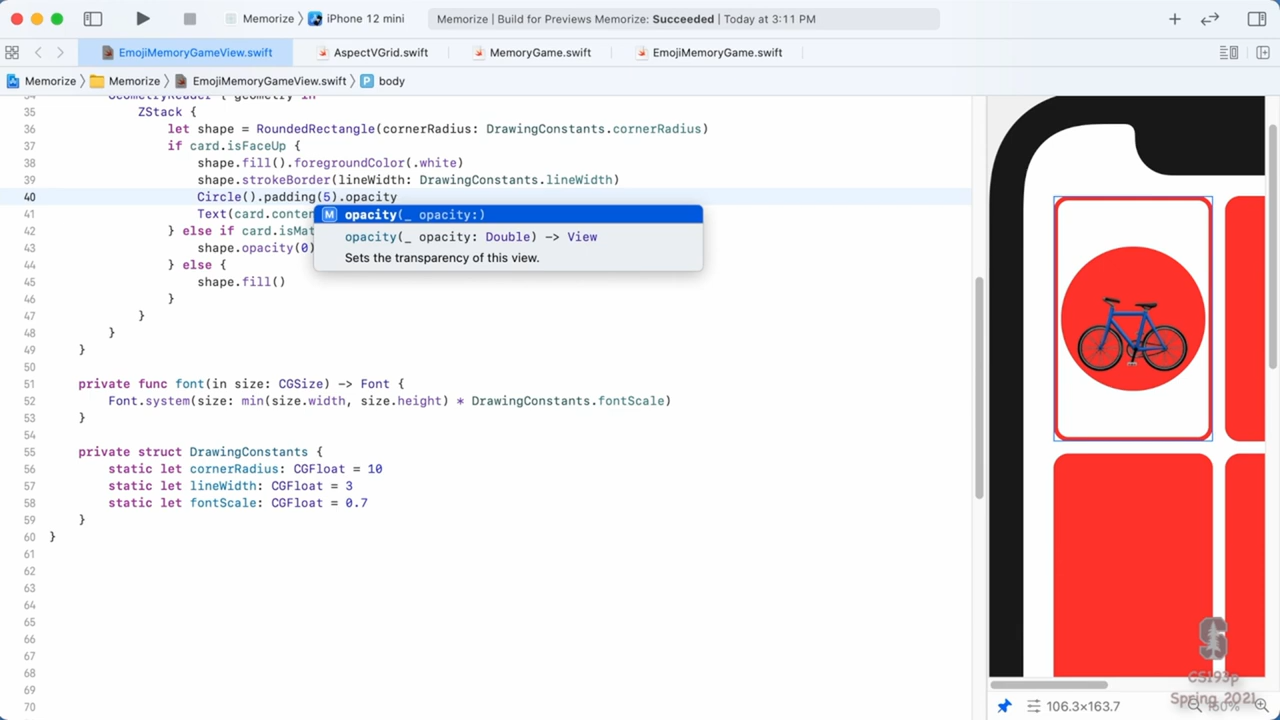 Memorize
iPhone 12 mini
Memorize | Build for Previews Memorize: Succeeded | Today at 3:11 PM
EmojiMemoryGameView.swift
AspectVGrid.swift
MemoryGame.swift
EmojiMemoryGame.swift
Memorize
Memorize
EmojiMemoryGameView.swift
P body
34 GeometryReader { geometry in
35 ZStack {
36 let shape = RoundedRectangle(cornerRadius: DrawingConstants.cornerRadius)
37 if card.isFaceUp {
38 shape.fill().foregroundColor(.white)
39 shape.strokeBorder(lineWidth: DrawingConstants.lineWidth)
40 Circle().padding(5).opacity
M opacity(_ opacity:)
41 Text(card.conten
opacity(_ opacity: Double) -> View
42 } else if card.isMat
43 shape.opacity(0)
Sets the transparency of this view.
44 } else {
45 shape.fill()
46 }
47 }
48 }
49 }
50
51 private func font(in size: CGSize) -> Font {
52 Font.system(size: min(size.width, size.height) * DrawingConstants.fontScale)
53 }
54
55 private struct DrawingConstants {
56 static let cornerRadius: CGFloat = 10
57 static let lineWidth: CGFloat = 3
58 static let fontScale: CGFloat = 0.7
59 }
60 }
61
62
63
64
65
66
67
68
69
70
S
CS193p
Spring 2021
106.3×163.7